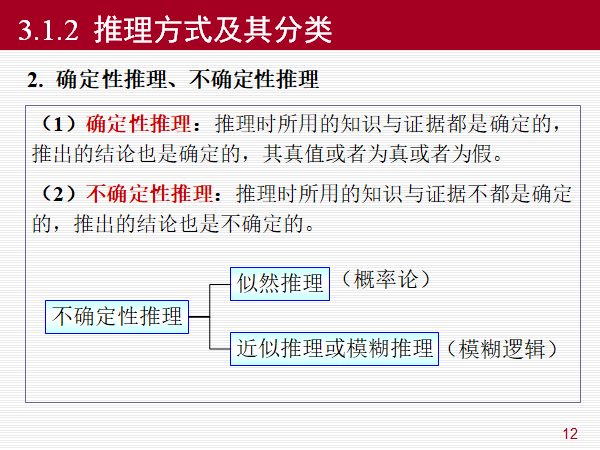 3.1.2 推理方式及其分类
2. 确定性推理、不确定性推理
（1）确定性推理：推理时所用的知识与证据都是确定的，
推出的结论也是确定的，其真值或者为真或者为假。
（2）不确定性推理：推理时所用的知识与证据不都是确定
的，推出的结论也是不确定的。
似然推理（概率论）
不确定性推理
近似推理或模糊推理（模糊逻辑）
12